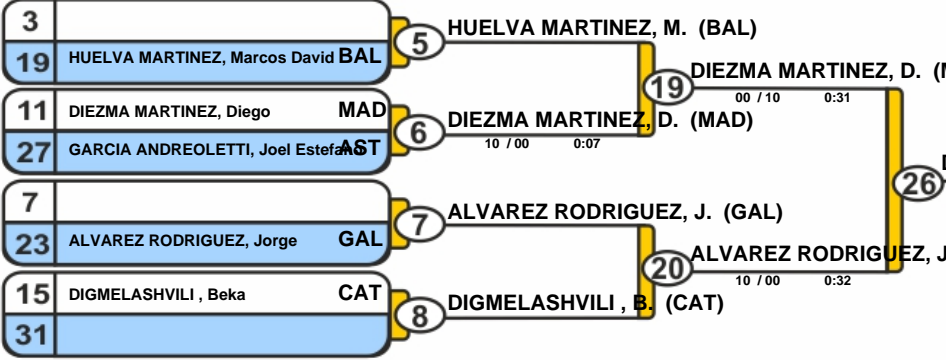 3
19 HUELVA MARTINEZ, Marcos David BAL
5
HUELVA MARTINEZ, M. (BAL)
11 DIEZMA MARTINEZ, Diego MAD
27 GARCIA ANDREOLETTI, Joel Estefano AST
6
DIEZMA MARTINEZ, D. (MAD)
10 / 00 0:07
19
DIEZMA MARTINEZ, D. (M
00 / 10 0:31
7
23 ALVAREZ RODRIGUEZ, Jorge GAL
7
ALVAREZ RODRIGUEZ, J. (GAL)
15 DIGMELASHVILI , Beka CAT
31
8
DIGMELASHVILI , B. (CAT)
20
ALVAREZ RODRIGUEZ, J
10 / 00 0:32
26